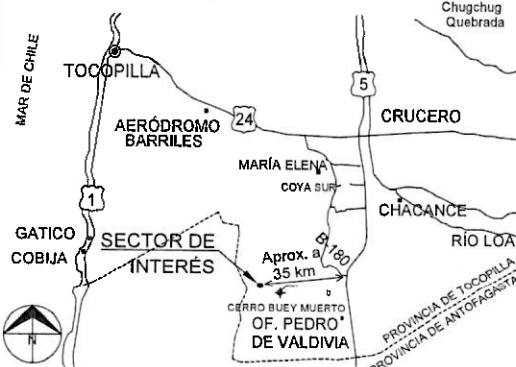 Chugchug
Quebrada
MAR DE CHILE
TOCOPILLA
5
24
CRUCERO
AERÓDROMO
BARRILES
MARÍA ELENA
COYA SUR
1
CHACANCE
GATICO
COBIJA
SECTOR DE
INTERÉS
Aprox. a
35 km
B-180
RÍO LOA
CERRO BUEY MUERTO
OF. PEDRO
DE VALDIVIA
PROVINCIA DE TOCOPILLA
PROVINCIA DE ANTOFAGASTA
N